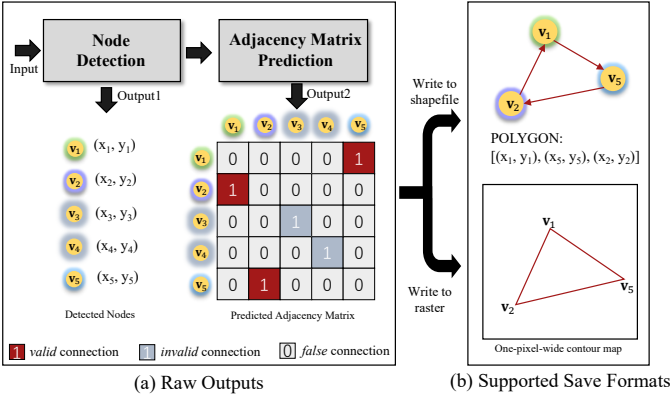 Node
Detection
Adjacency Matrix
Prediction
Input
Output1
Output2
v1 (x1, y1)
v2 (x2, y2)
v3 (x3, y3)
v4 (x4, y4)
v5 (x5, y5)
Detected Nodes
v1 v2 v3 v4 v5
v1 0 0 0 0 1
v2 1 0 0 0 0
v3 0 0 1 0 0
v4 0 0 0 1 0
v5 0 1 0 0 0
Predicted Adjacency Matrix
1 valid connection 1 invalid connection 0 false connection
(a) Raw Outputs
Write to
shapefile
Write to
raster
v1
v5
v2
POLYGON:
[(x1, y1), (x5, y5), (x2, y2)]
v1
v5
v2
One-pixel-wide contour map
(b) Supported Save Formats